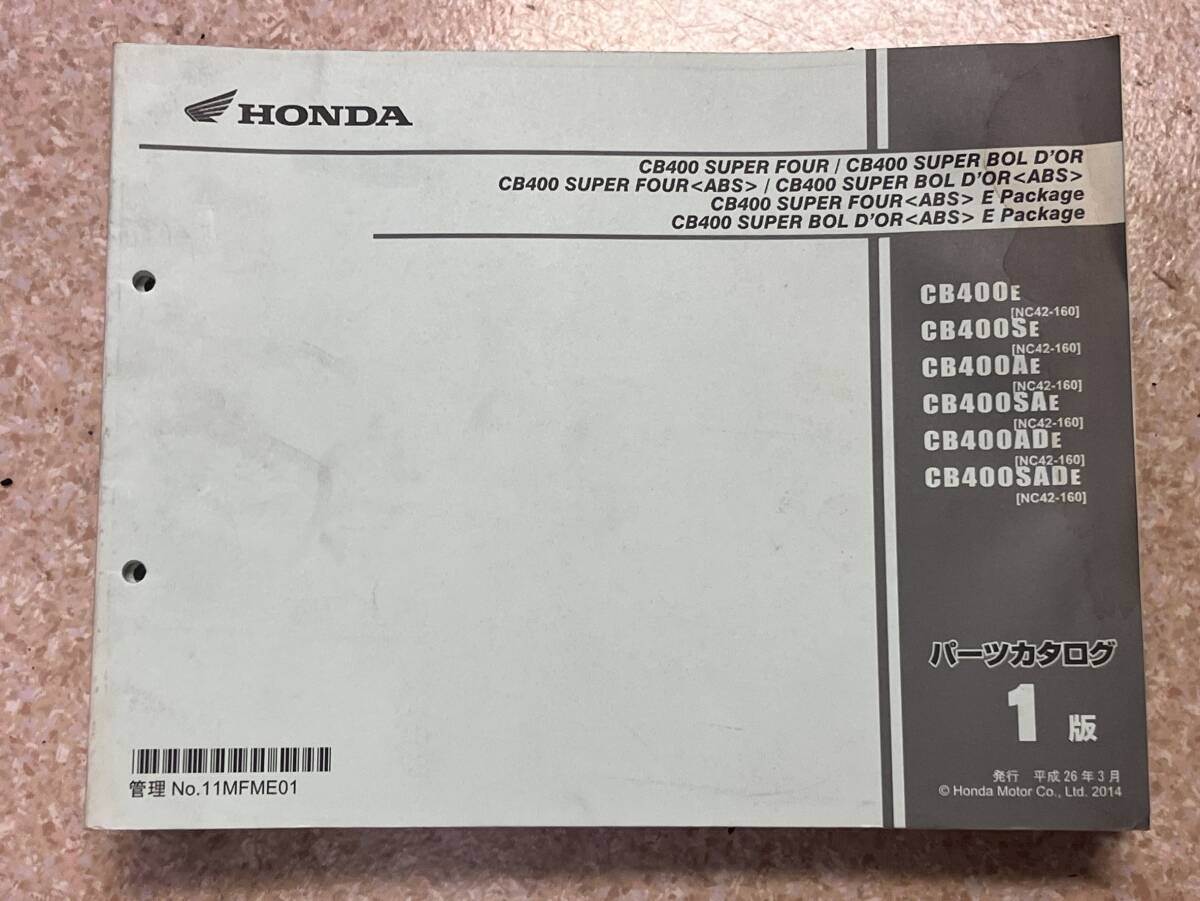 HONDA
CB400 SUPER FOUR / CB400 SUPER BOL D'OR
CB400 SUPER FOUR<ABS> / CB400 SUPER BOL D'OR<ABS>
CB400 SUPER FOUR<ABS> E Package
CB400 SUPER BOL D'OR<ABS> E Package
CB400E
[NC42-160]
CB400SE
[NC42-160]
CB400AE
[NC42-160]
CB400SAE
[NC42-160]
CB400ADE
[NC42-160]
CB400SADE
[NC42-160]
パーツカタログ
1 版
管理 No.11MFME01
発行 平成26年3月
© Honda Motor Co., Ltd. 2014